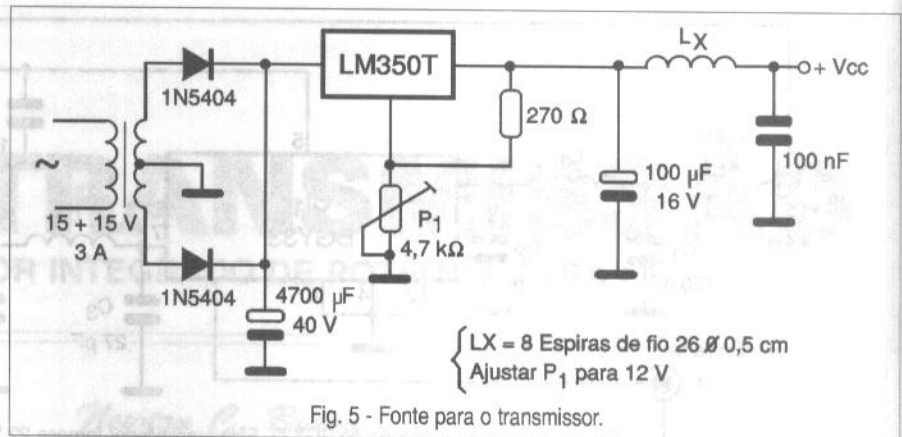 1N5404
LM350T
LX
+ Vcc
270 Ω
100 nF
100 µF
16 V
P1
4,7 kΩ
~
15 + 15 V
3 A
1N5404
4700 µF
40 V
LX = 8 Espiras de fio 26 Ø 0,5 cm
Ajustar P1 para 12 V
Fig. 5 - Fonte para o transmissor.